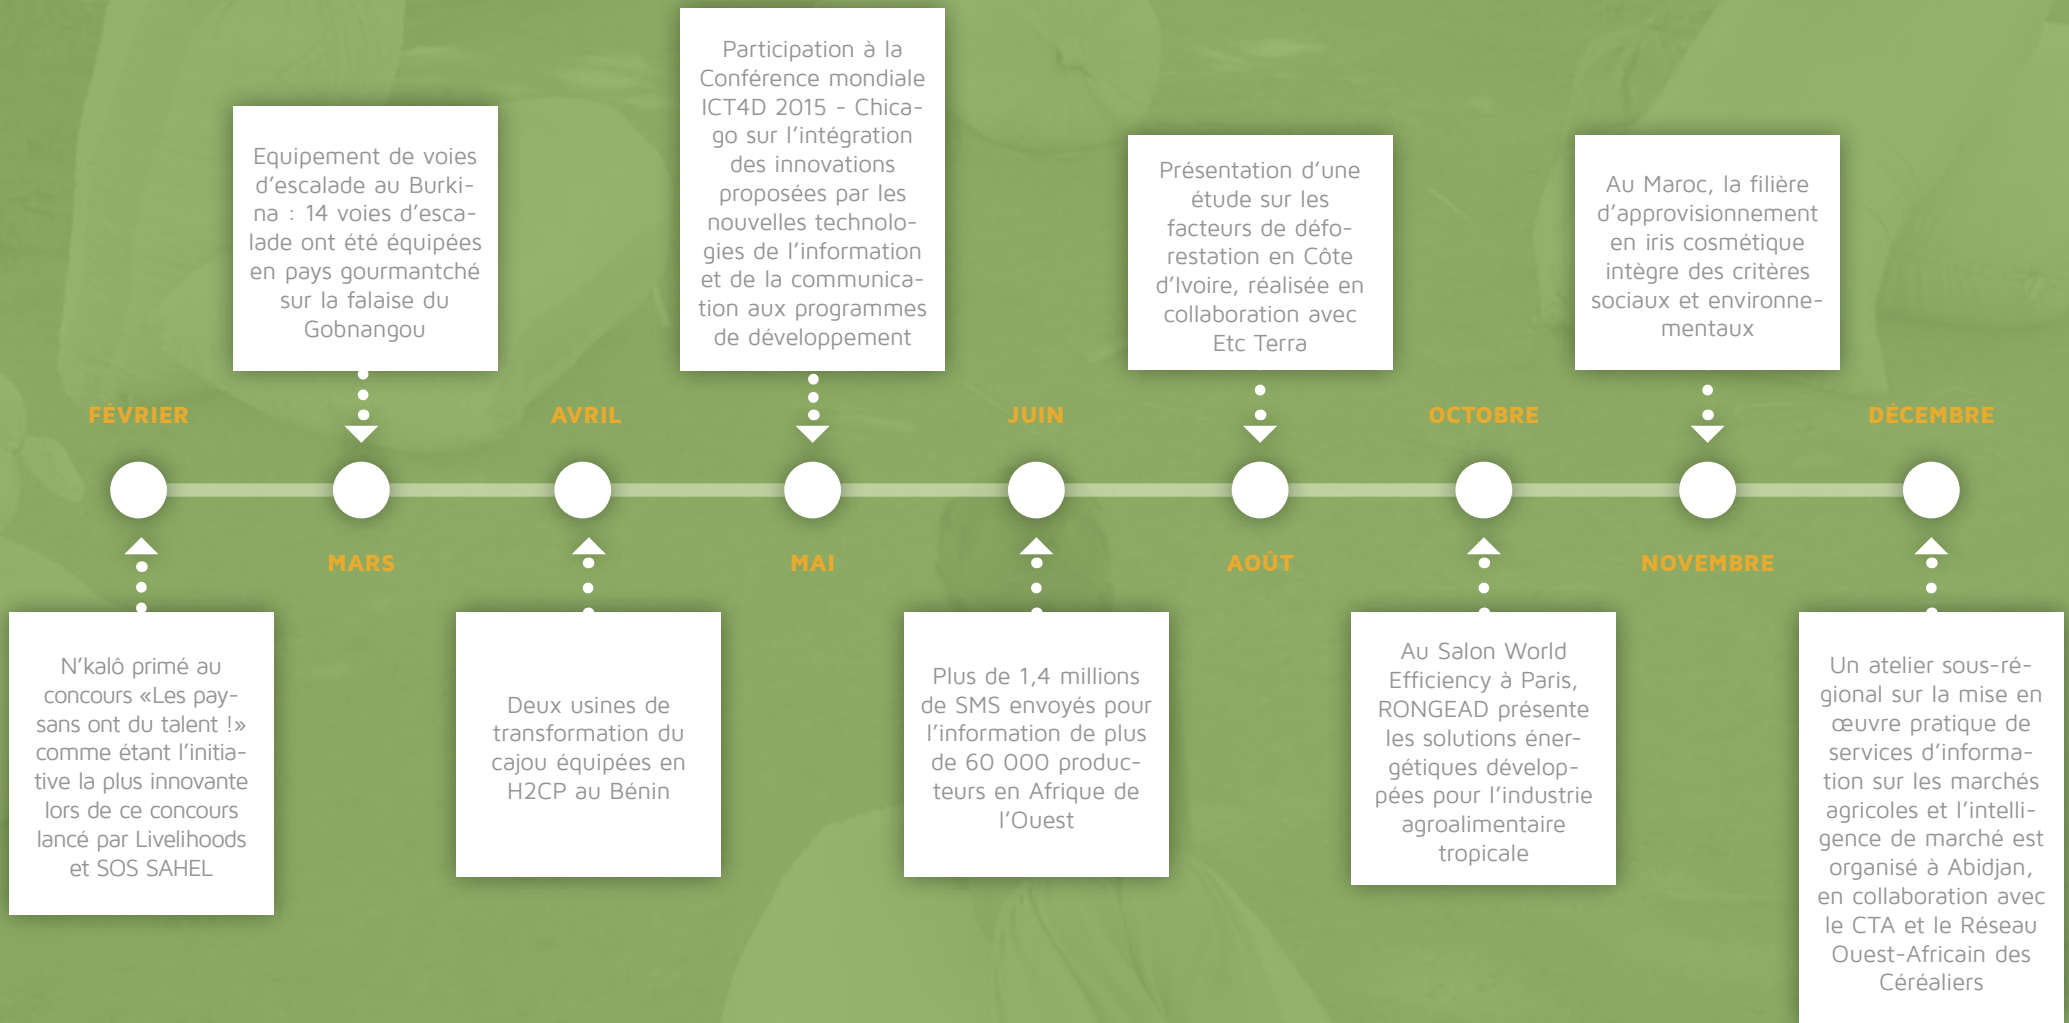 FÉVRIER
N’kalô primé au
concours «Les pay-
sans ont du talent !»
comme étant l’initia-
tive la plus innovante
lors de ce concours
lancé par Livelihoods
et SOS SAHEL
Equipement de voies
d’escalade au Burki-
na : 14 voies d’esca-
lade ont été équipées
en pays gourmantché
sur la falaise du
Gobnangou
MARS
AVRIL
Deux usines de
transformation du
cajou équipées en
H2CP au Bénin
Participation à la
Conférence mondiale
ICT4D 2015 - Chica-
go sur l’intégration
des innovations
proposées par les
nouvelles technolo-
gies de l’information
et de la communica-
tion aux programmes
de développement
MAI
JUIN
Plus de 1,4 millions
de SMS envoyés pour
l’information de plus
de 60 000 produc-
teurs en Afrique de
l’Ouest
Présentation d’une
étude sur les
facteurs de défo-
restation en Côte
d’Ivoire, réalisée en
collaboration avec
Etc Terra
AOÛT
OCTOBRE
Au Salon World
Efficiency à Paris,
RONGEAD présente
les solutions éner-
gétiques dévelop-
pées pour l’industrie
agroalimentaire
tropicale
Au Maroc, la filière
d’approvisionnement
en iris cosmétique
intègre des critères
sociaux et environne-
mentaux
NOVEMBRE
DÉCEMBRE
Un atelier sous-ré-
gional sur la mise en
œuvre pratique de
services d’informa-
tion sur les marchés
agricoles et l’intelli-
gence de marché est
organisé à Abidjan,
en collaboration avec
le CTA et le Réseau
Ouest-Africain des
Céréaliers